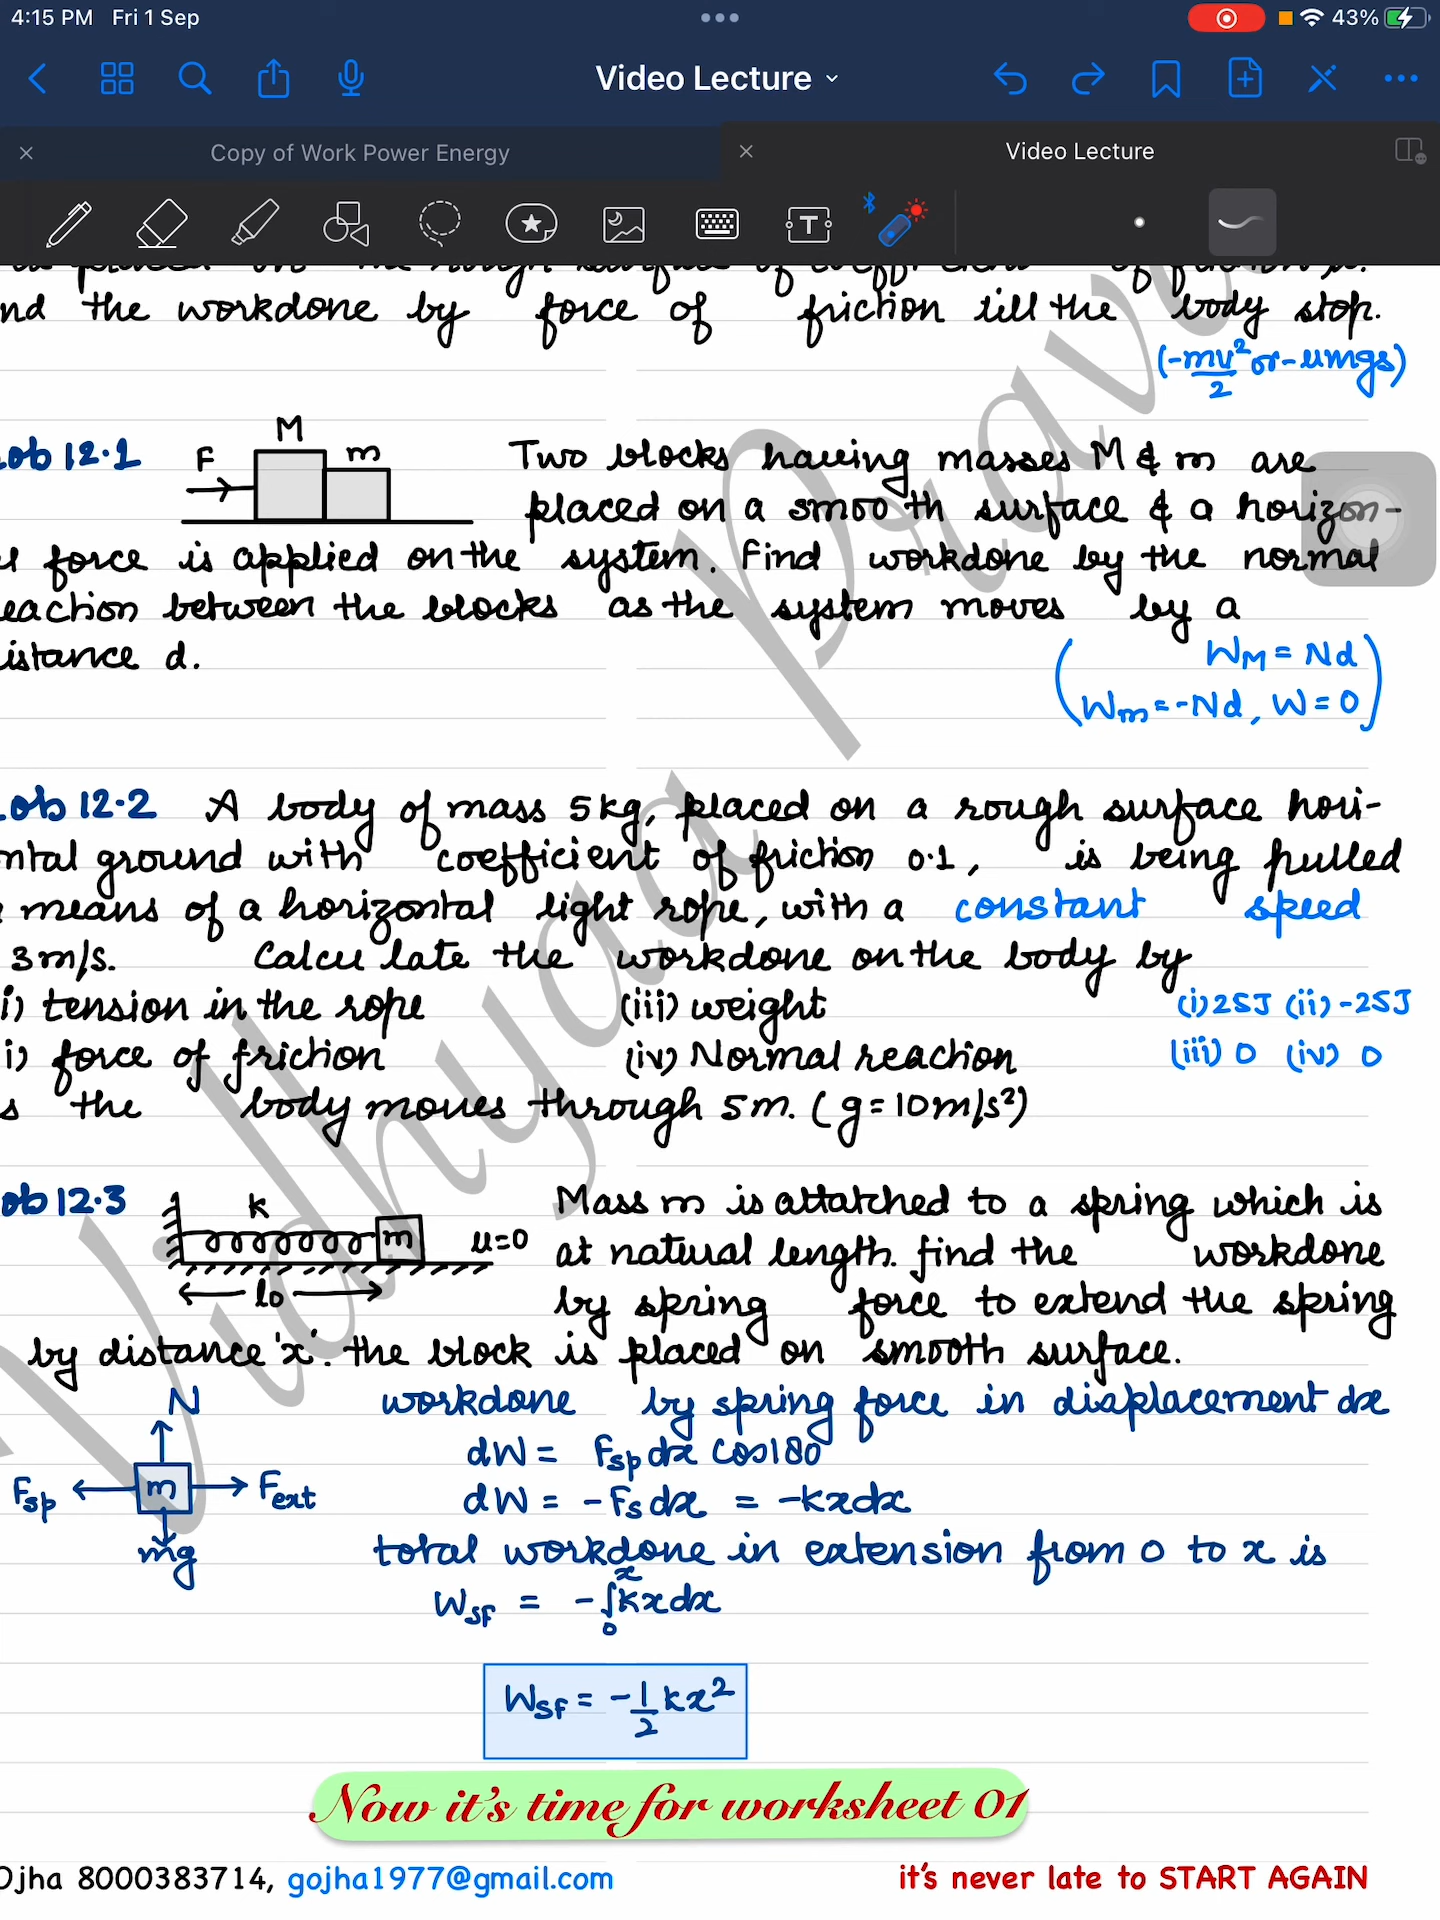 4:15 PM Fri 1 Sep
43%
Video Lecture
Copy of Work Power Energy
Video Lecture
nd the workdone by force of friction till the body stop.
(-mv²/2 or -μmgs)
ob 12.1
F
M
m
Two blocks having masses M & m are
placed on a smooth surface & a horizon-
l force is applied on the system. Find workdone by the normal
eaction between the blocks as the system moves by a
istance d.
(W_M = Nd
W_m = -Nd, W = 0)
ob 12.2 A body of mass 5kg, placed on a rough surface hori-
ntal ground with coefficient of friction 0.1, is being pulled
means of a horizontal light rope, with a constant speed
3m/s. Calculate the workdone on the body by
i) tension in the rope (iii) weight (i) 25J (ii) -25J
i) force of friction (iv) Normal reaction (iii) 0 (iv) 0
s the body moves through 5m. (g = 10m/s²)
ob 12.3
k
m
μ=0
l0
Mass m is attatched to a spring which is
at natural length. find the workdone
by spring force to extend the spring
by distance 'x'. the block is placed on smooth surface.
N
Fsp
m
Fext
mg
workdone by spring force in displacement dx
dW = Fsp dx cos180
dW = -Fs dx = -kxdx
total workdone in extension from 0 to x is
W_SF = -∫₀ˣ kxdx
W_SF = -1/2 kx²
Now it's time for worksheet 01
Ojha 8000383714, gojha1977@gmail.com
it's never late to START AGAIN
Vidhyaa Prav